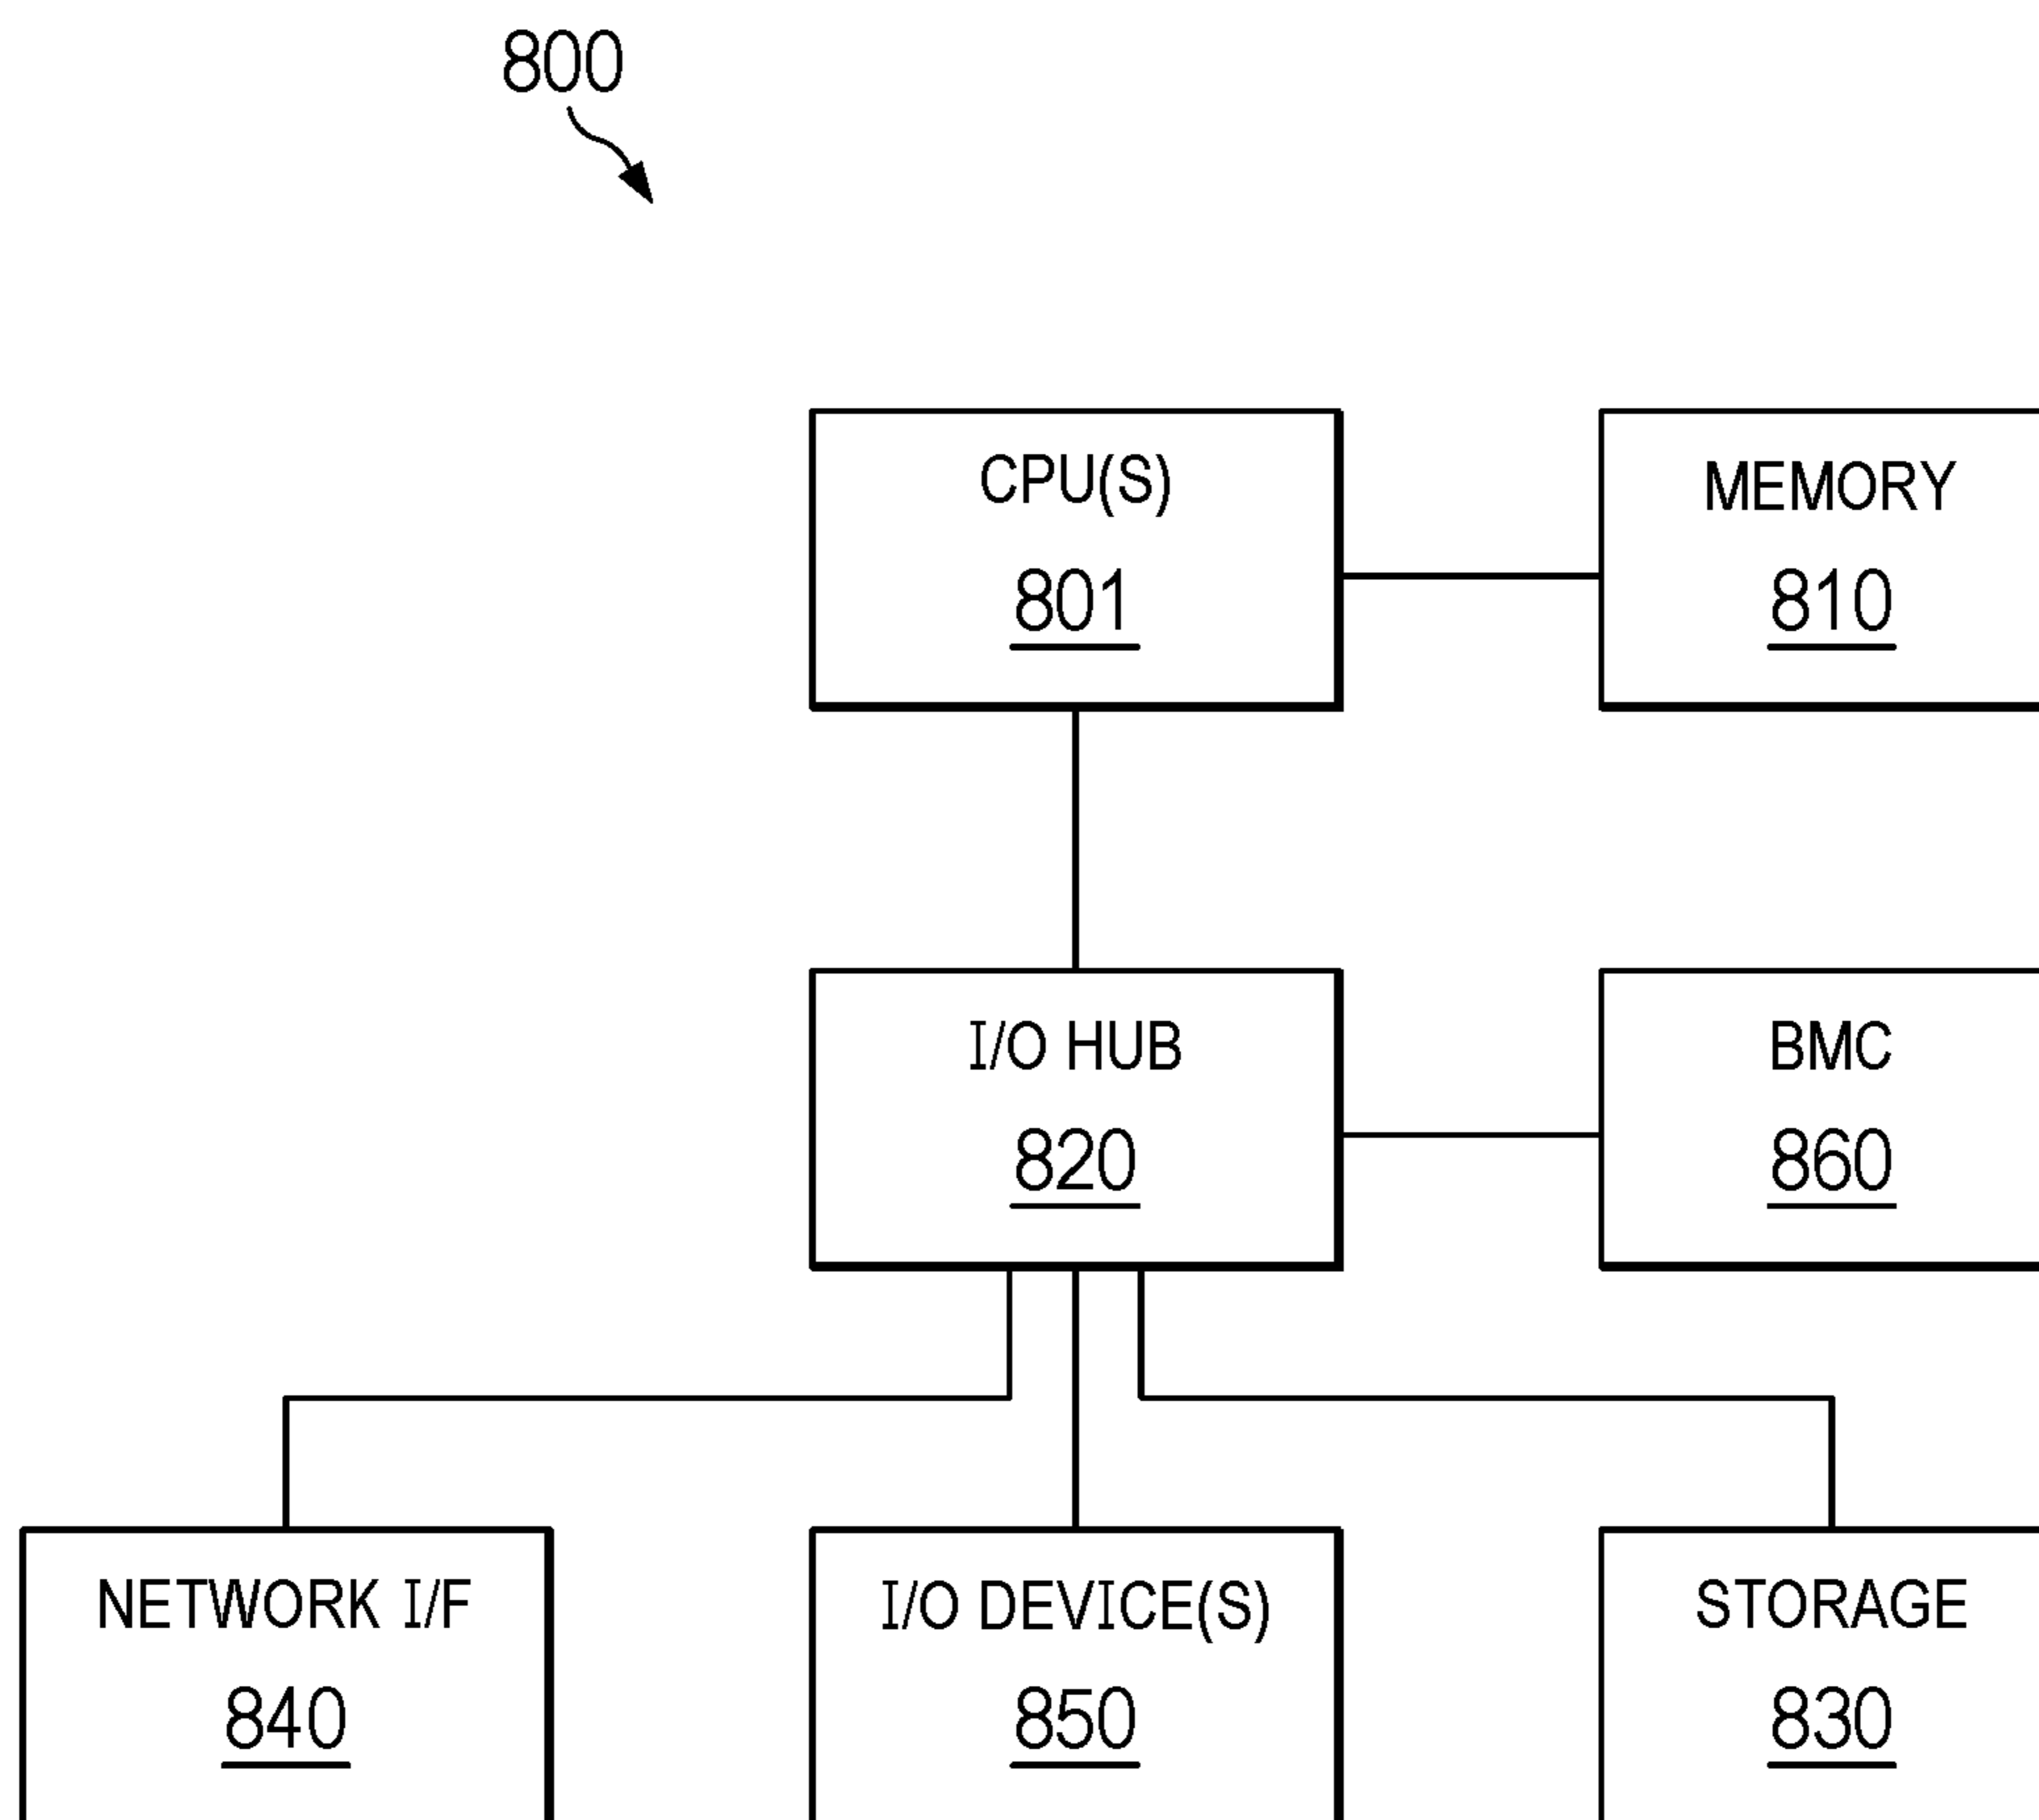 800
CPU(S)
801
MEMORY
810
I/O HUB
820
BMC
860
NETWORK I/F
840
I/O DEVICE(S)
850
STORAGE
830